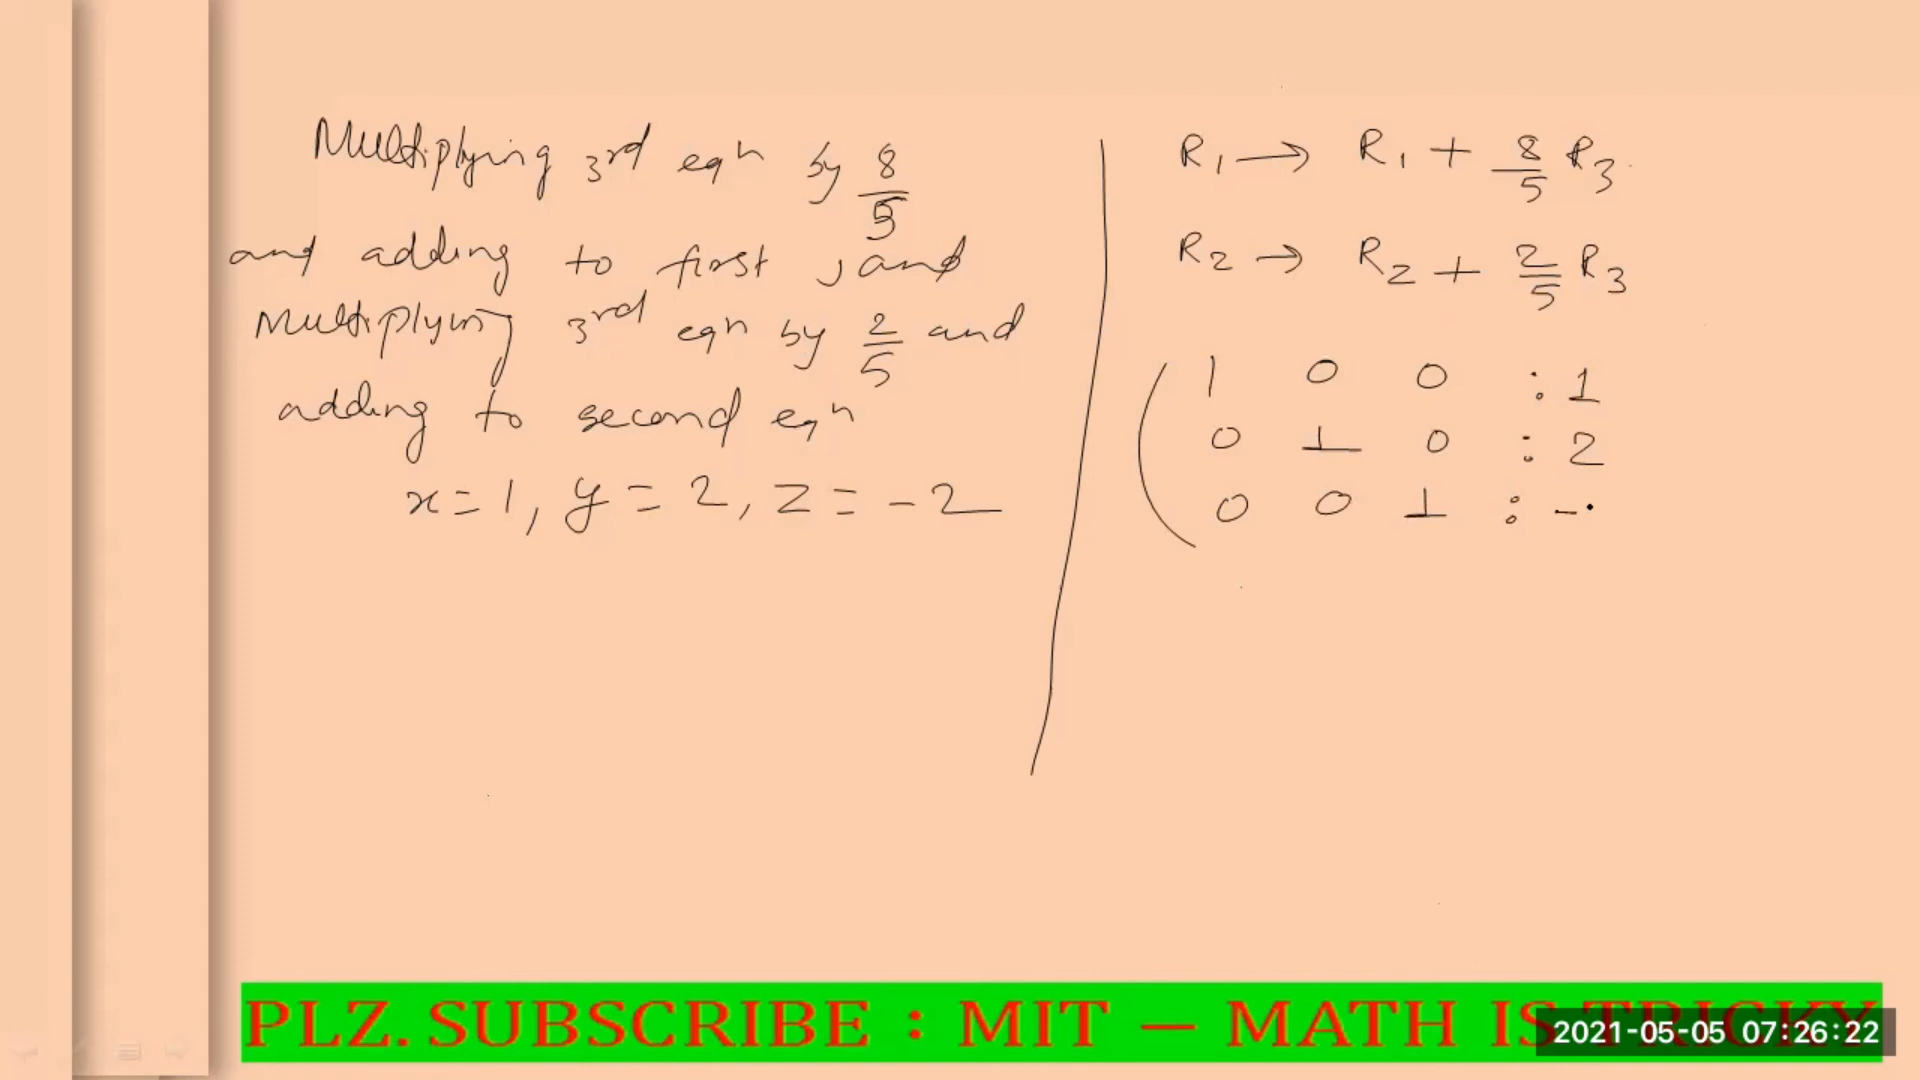 Multiplying 3rd eqn by 8/5
and adding to first, and
Multiplying 3rd eqn by 2/5 and
adding to second eqn
x = 1, y = 2, z = -2
R1 → R1 + 8/5 R3
R2 → R2 + 2/5 R3
1 0 0 : 1
0 1 0 : 2
0 0 1 : -
PLZ. SUBSCRIBE : MIT – MATH IS TRICKY
2021-05-05 07:26:22